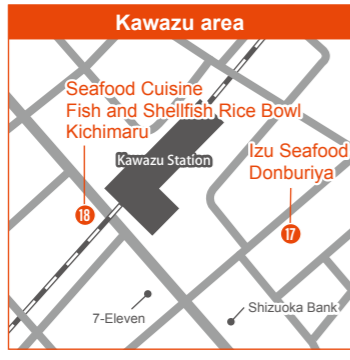 Kawazu area
Seafood Cuisine
Fish and Shellfish Rice Bowl
Kichimaru
Kawazu Station
Izu Seafood
Donburiya
18
17
7-Eleven
Shizuoka Bank